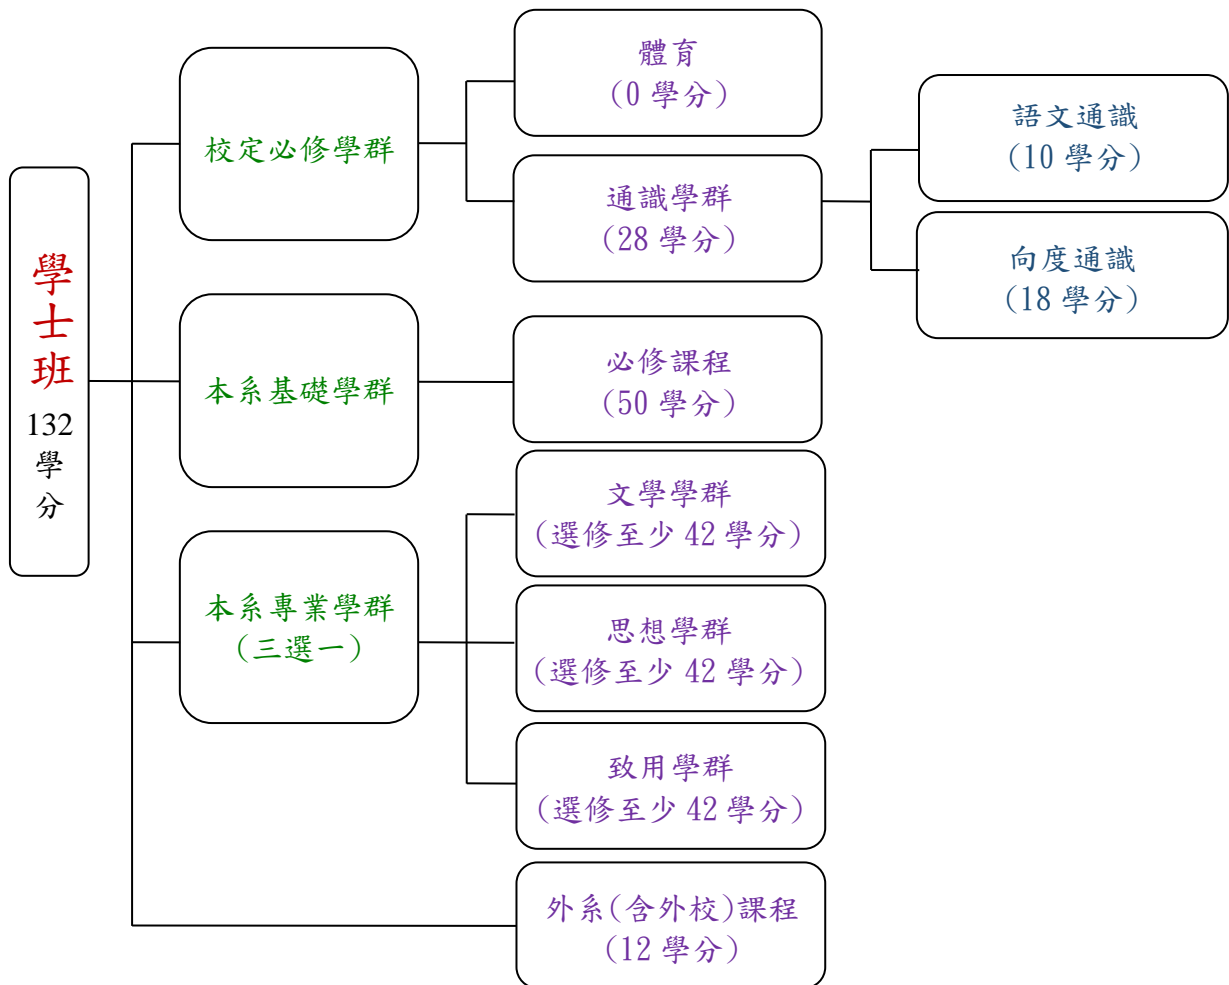 學士班
132
學分
校定必修學群
本系基礎學群
本系專業學群
(三選一)
體育
(0 學分)
通識學群
(28 學分)
必修課程
(50 學分)
文學學群
(選修至少 42 學分)
思想學群
(選修至少 42 學分)
致用學群
(選修至少 42 學分)
外系(含外校)課程
(12 學分)
語文通識
(10 學分)
向度通識
(18 學分)